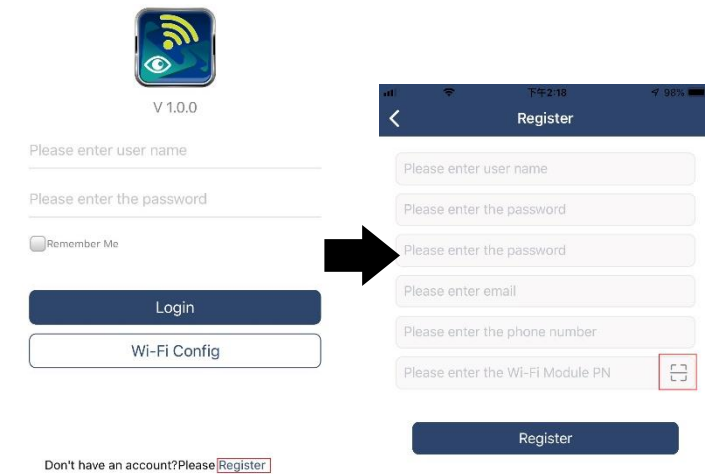 V 1.0.0
Please enter user name
Please enter the password
Remember Me
Login
Wi-Fi Config
Don't have an account?Please Register
下午2:18
98%
Register
Please enter user name
Please enter the password
Please enter the password
Please enter email
Please enter the phone number
Please enter the Wi-Fi Module PN
Register